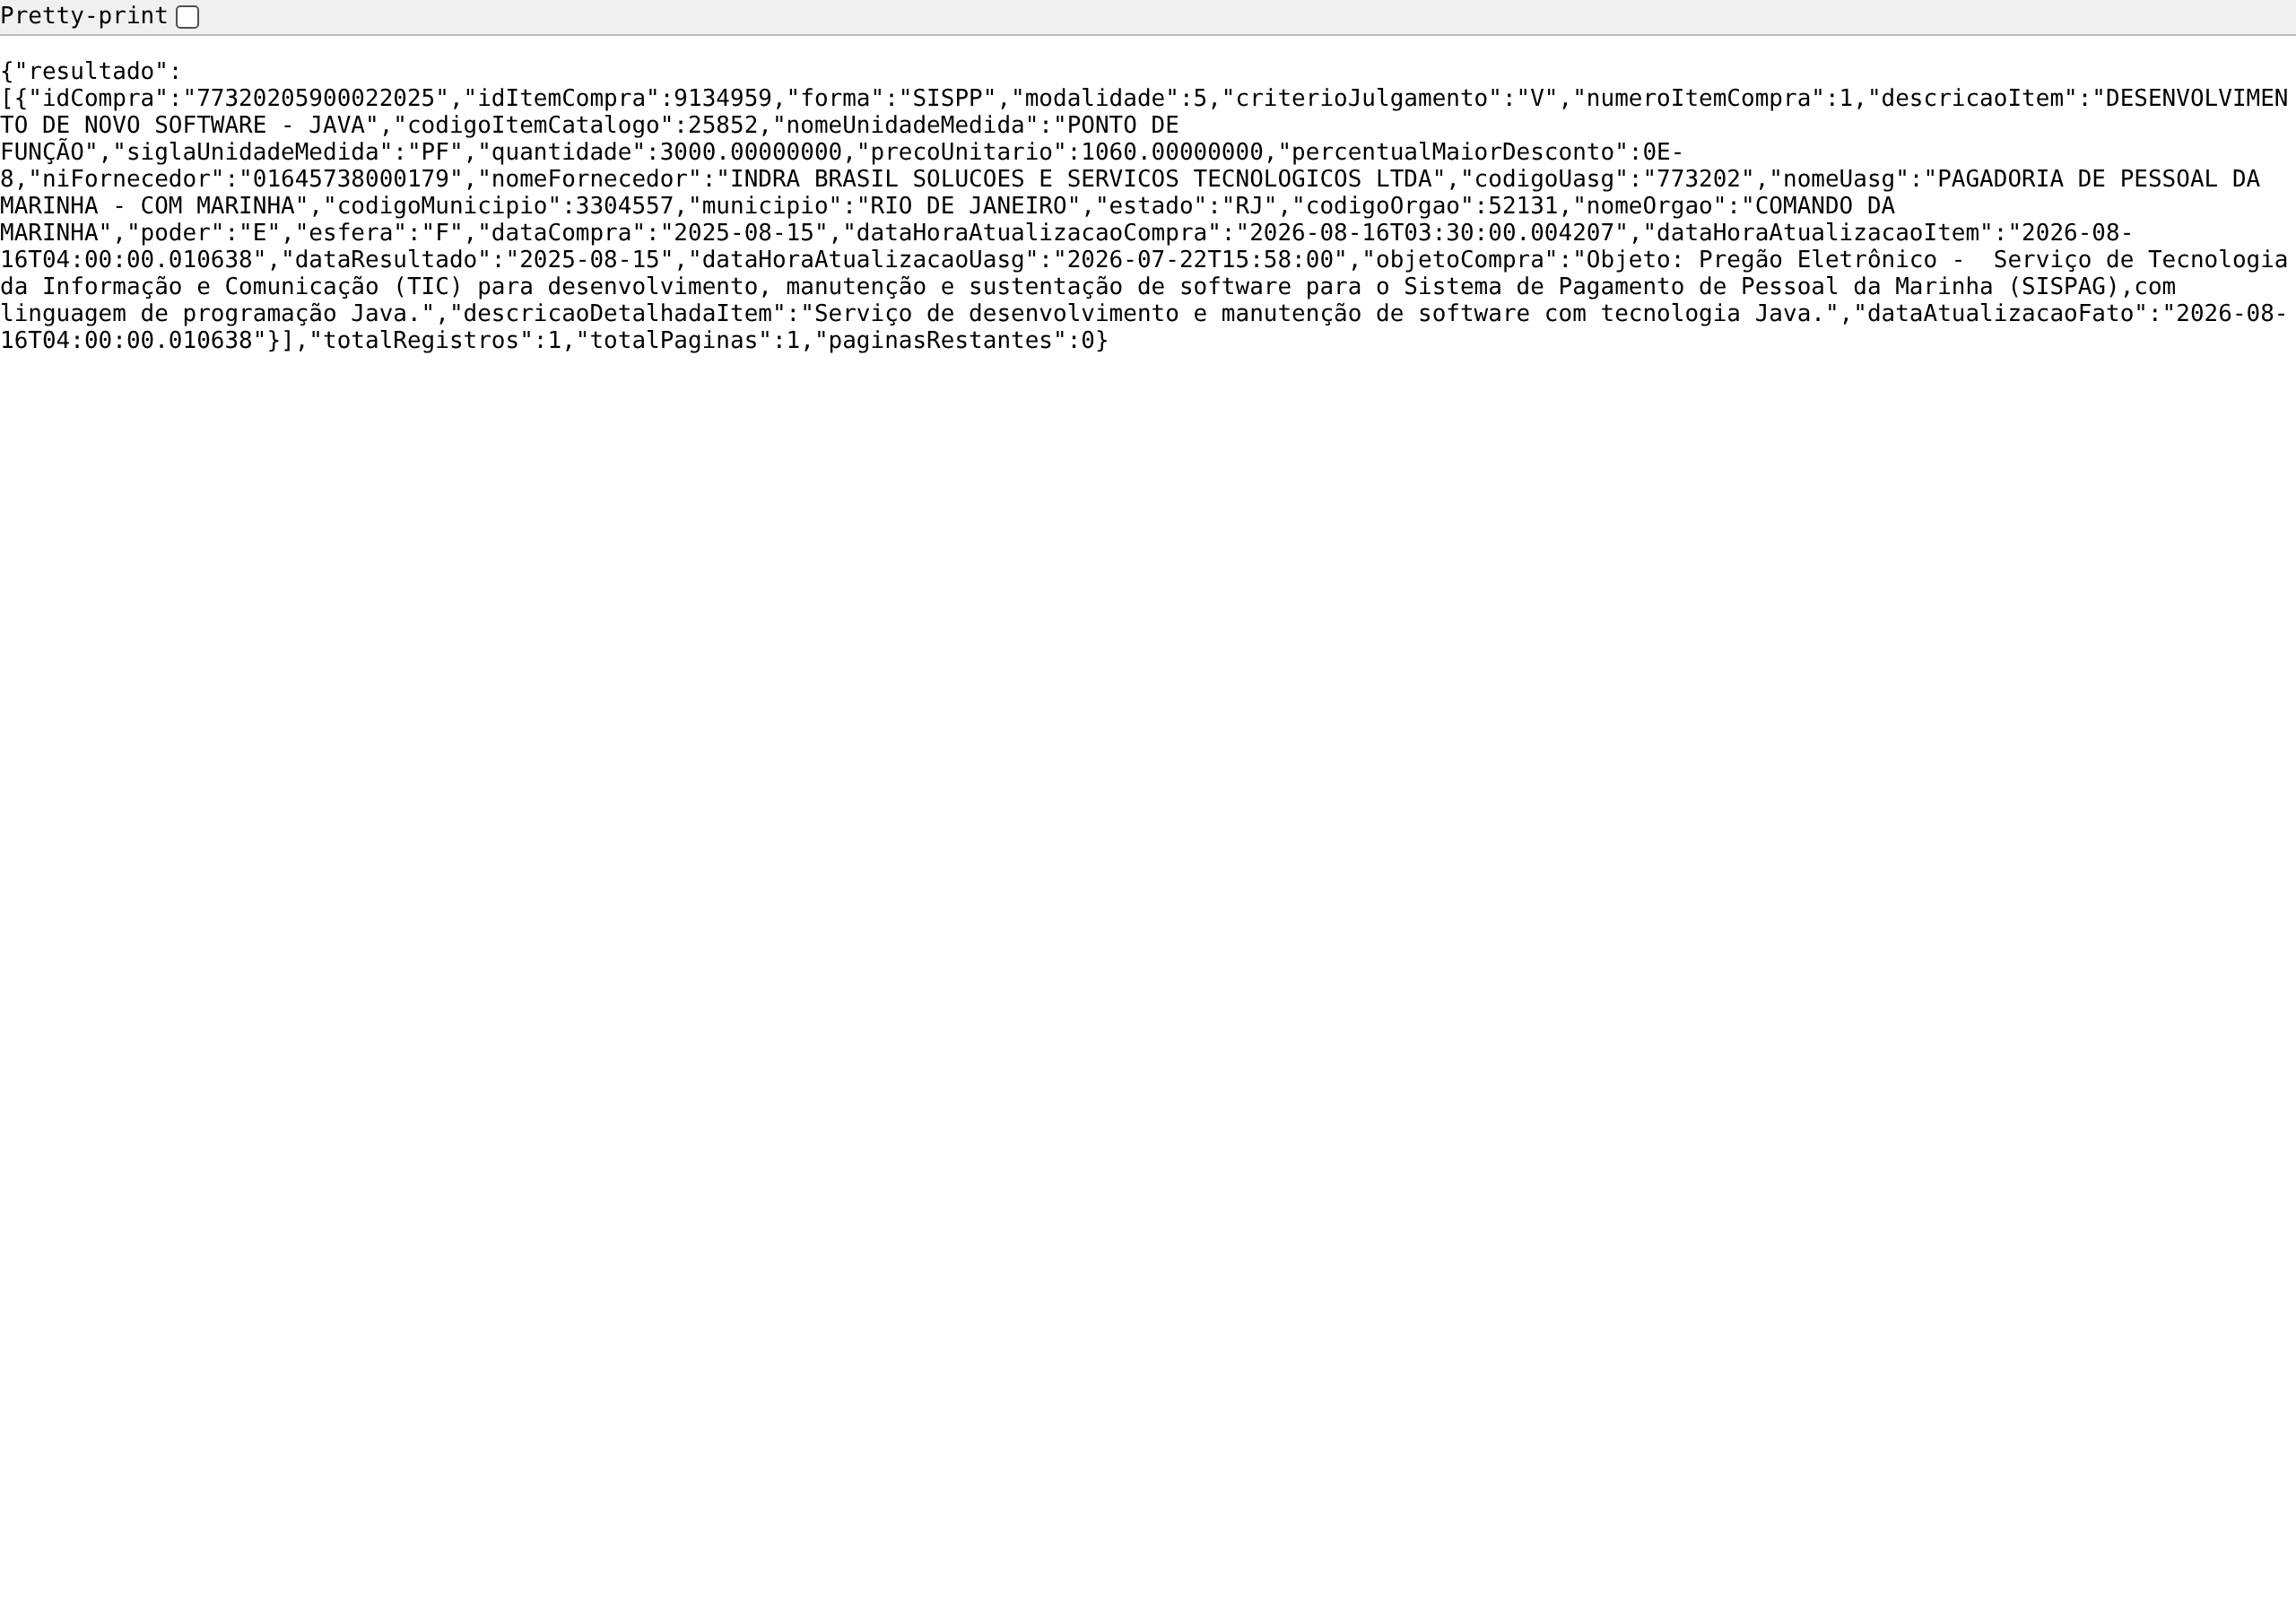 Pretty-print
{"resultado":
[{"idCompra":"77320205900022025","idItemCompra":9134959,"forma":"SISPP","modalidade":5,"criterioJulgamento":"V","numeroItemCompra":1,"descricaoItem":"DESENVOLVIMEN
TO DE NOVO SOFTWARE - JAVA","codigoItemCatalogo":25852,"nomeUnidadeMedida":"PONTO DE
FUNÇÃO","siglaUnidadeMedida":"PF","quantidade":3000.00000000,"precoUnitario":1060.00000000,"percentualMaiorDesconto":0E-
8,"niFornecedor":"01645738000179","nomeFornecedor":"INDRA BRASIL SOLUCOES E SERVICOS TECNOLOGICOS LTDA","codigoUasg":"773202","nomeUasg":"PAGADORIA DE PESSOAL DA
MARINHA - COM MARINHA","codigoMunicipio":3304557,"municipio":"RIO DE JANEIRO","estado":"RJ","codigoOrgao":52131,"nomeOrgao":"COMANDO DA
MARINHA","poder":"E","esfera":"F","dataCompra":"2025-08-15","dataHoraAtualizacaoCompra":"2026-08-16T03:30:00.004207","dataHoraAtualizacaoItem":"2026-08-
16T04:00:00.010638","dataResultado":"2025-08-15","dataHoraAtualizacaoUasg":"2026-07-22T15:58:00","objetoCompra":"Objeto: Pregão Eletrônico -  Serviço de Tecnologia
da Informação e Comunicação (TIC) para desenvolvimento, manutenção e sustentação de software para o Sistema de Pagamento de Pessoal da Marinha (SISPAG),com
linguagem de programação Java.","descricaoDetalhadaItem":"Serviço de desenvolvimento e manutenção de software com tecnologia Java.","dataAtualizacaoFato":"2026-08-
16T04:00:00.010638"}],"totalRegistros":1,"totalPaginas":1,"paginasRestantes":0}